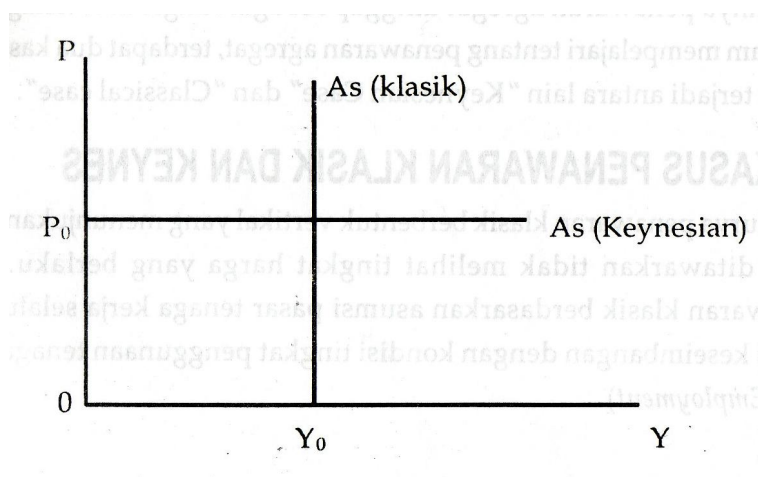 P
As (klasik)
P₀
As (Keynesian)
0
Y₀
Y